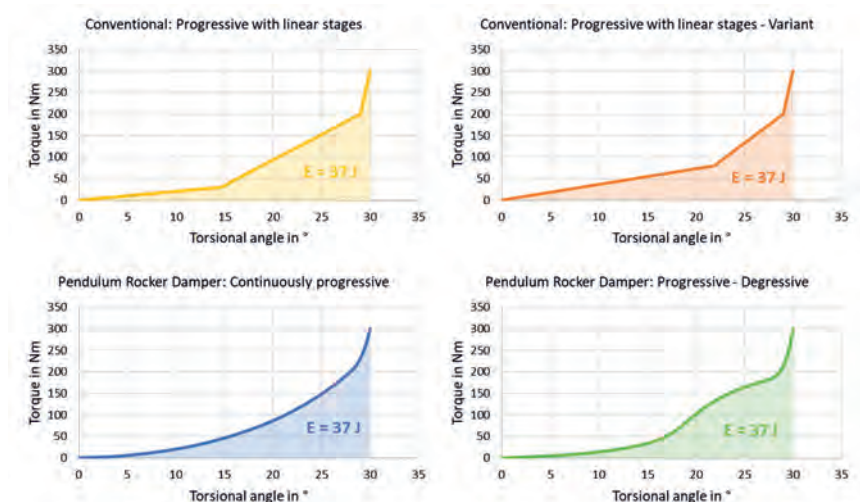 Conventional: Progressive with linear stages
Torque in Nm
350
300
250
200
150
100
50
0
E = 37 J
0 5 10 15 20 25 30 35
Torsional angle in °
Conventional: Progressive with linear stages - Variant
Torque in Nm
350
300
250
200
150
100
50
0
E = 37 J
0 5 10 15 20 25 30 35
Torsional angle in °
Pendulum Rocker Damper: Continuously progressive
Torque in Nm
350
300
250
200
150
100
50
0
E = 37 J
0 5 10 15 20 25 30 35
Torsional angle in °
Pendulum Rocker Damper: Progressive - Degressive
Torque in Nm
350
300
250
200
150
100
50
0
E = 37 J
0 5 10 15 20 25 30 35
Torsional angle in °